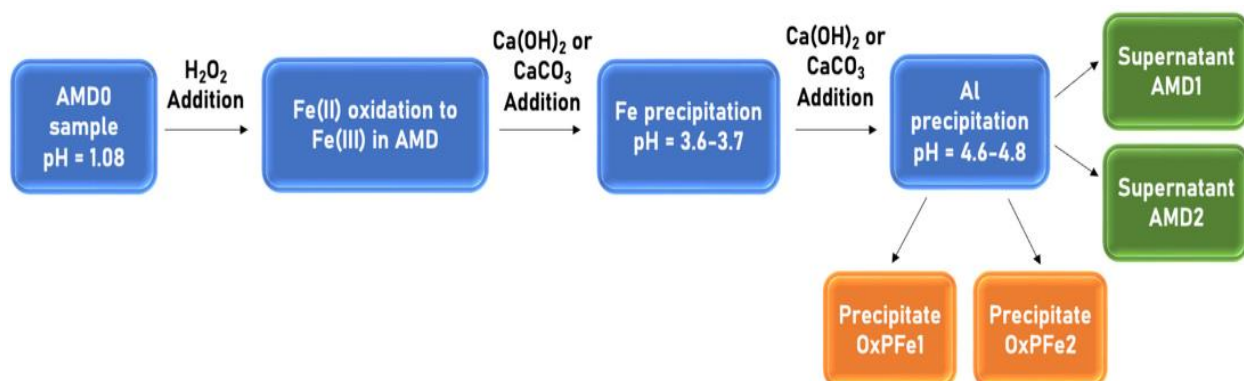 AMD0
sample
pH = 1.08
H₂O₂
Addition
Fe(II) oxidation to
Fe(III) in AMD
Ca(OH)₂ or
CaCO₃
Addition
Fe precipitation
pH = 3.6-3.7
Ca(OH)₂ or
CaCO₃
Addition
Al
precipitation
pH = 4.6-4.8
Supernatant
AMD1
Supernatant
AMD2
Precipitate
OxPFe1
Precipitate
OxPFe2